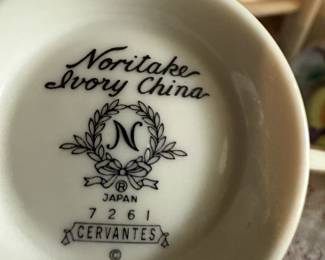 Noritake
Ivory China
N
®
JAPAN
7261
CERVANTES
©